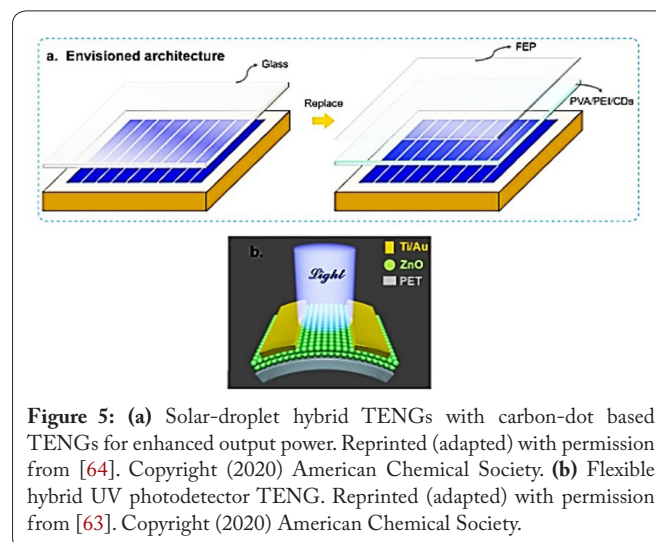 a. Envisioned architecture
Glass
Replace
FEP
PVA/PEI/CDs
b.
Light
Ti/Au
ZnO
PET
Figure 5: (a) Solar-droplet hybrid TENGs with carbon-dot based
TENGs for enhanced output power. Reprinted (adapted) with permission
from [64]. Copyright (2020) American Chemical Society. (b) Flexible
hybrid UV photodetector TENG. Reprinted (adapted) with permission
from [63]. Copyright (2020) American Chemical Society.